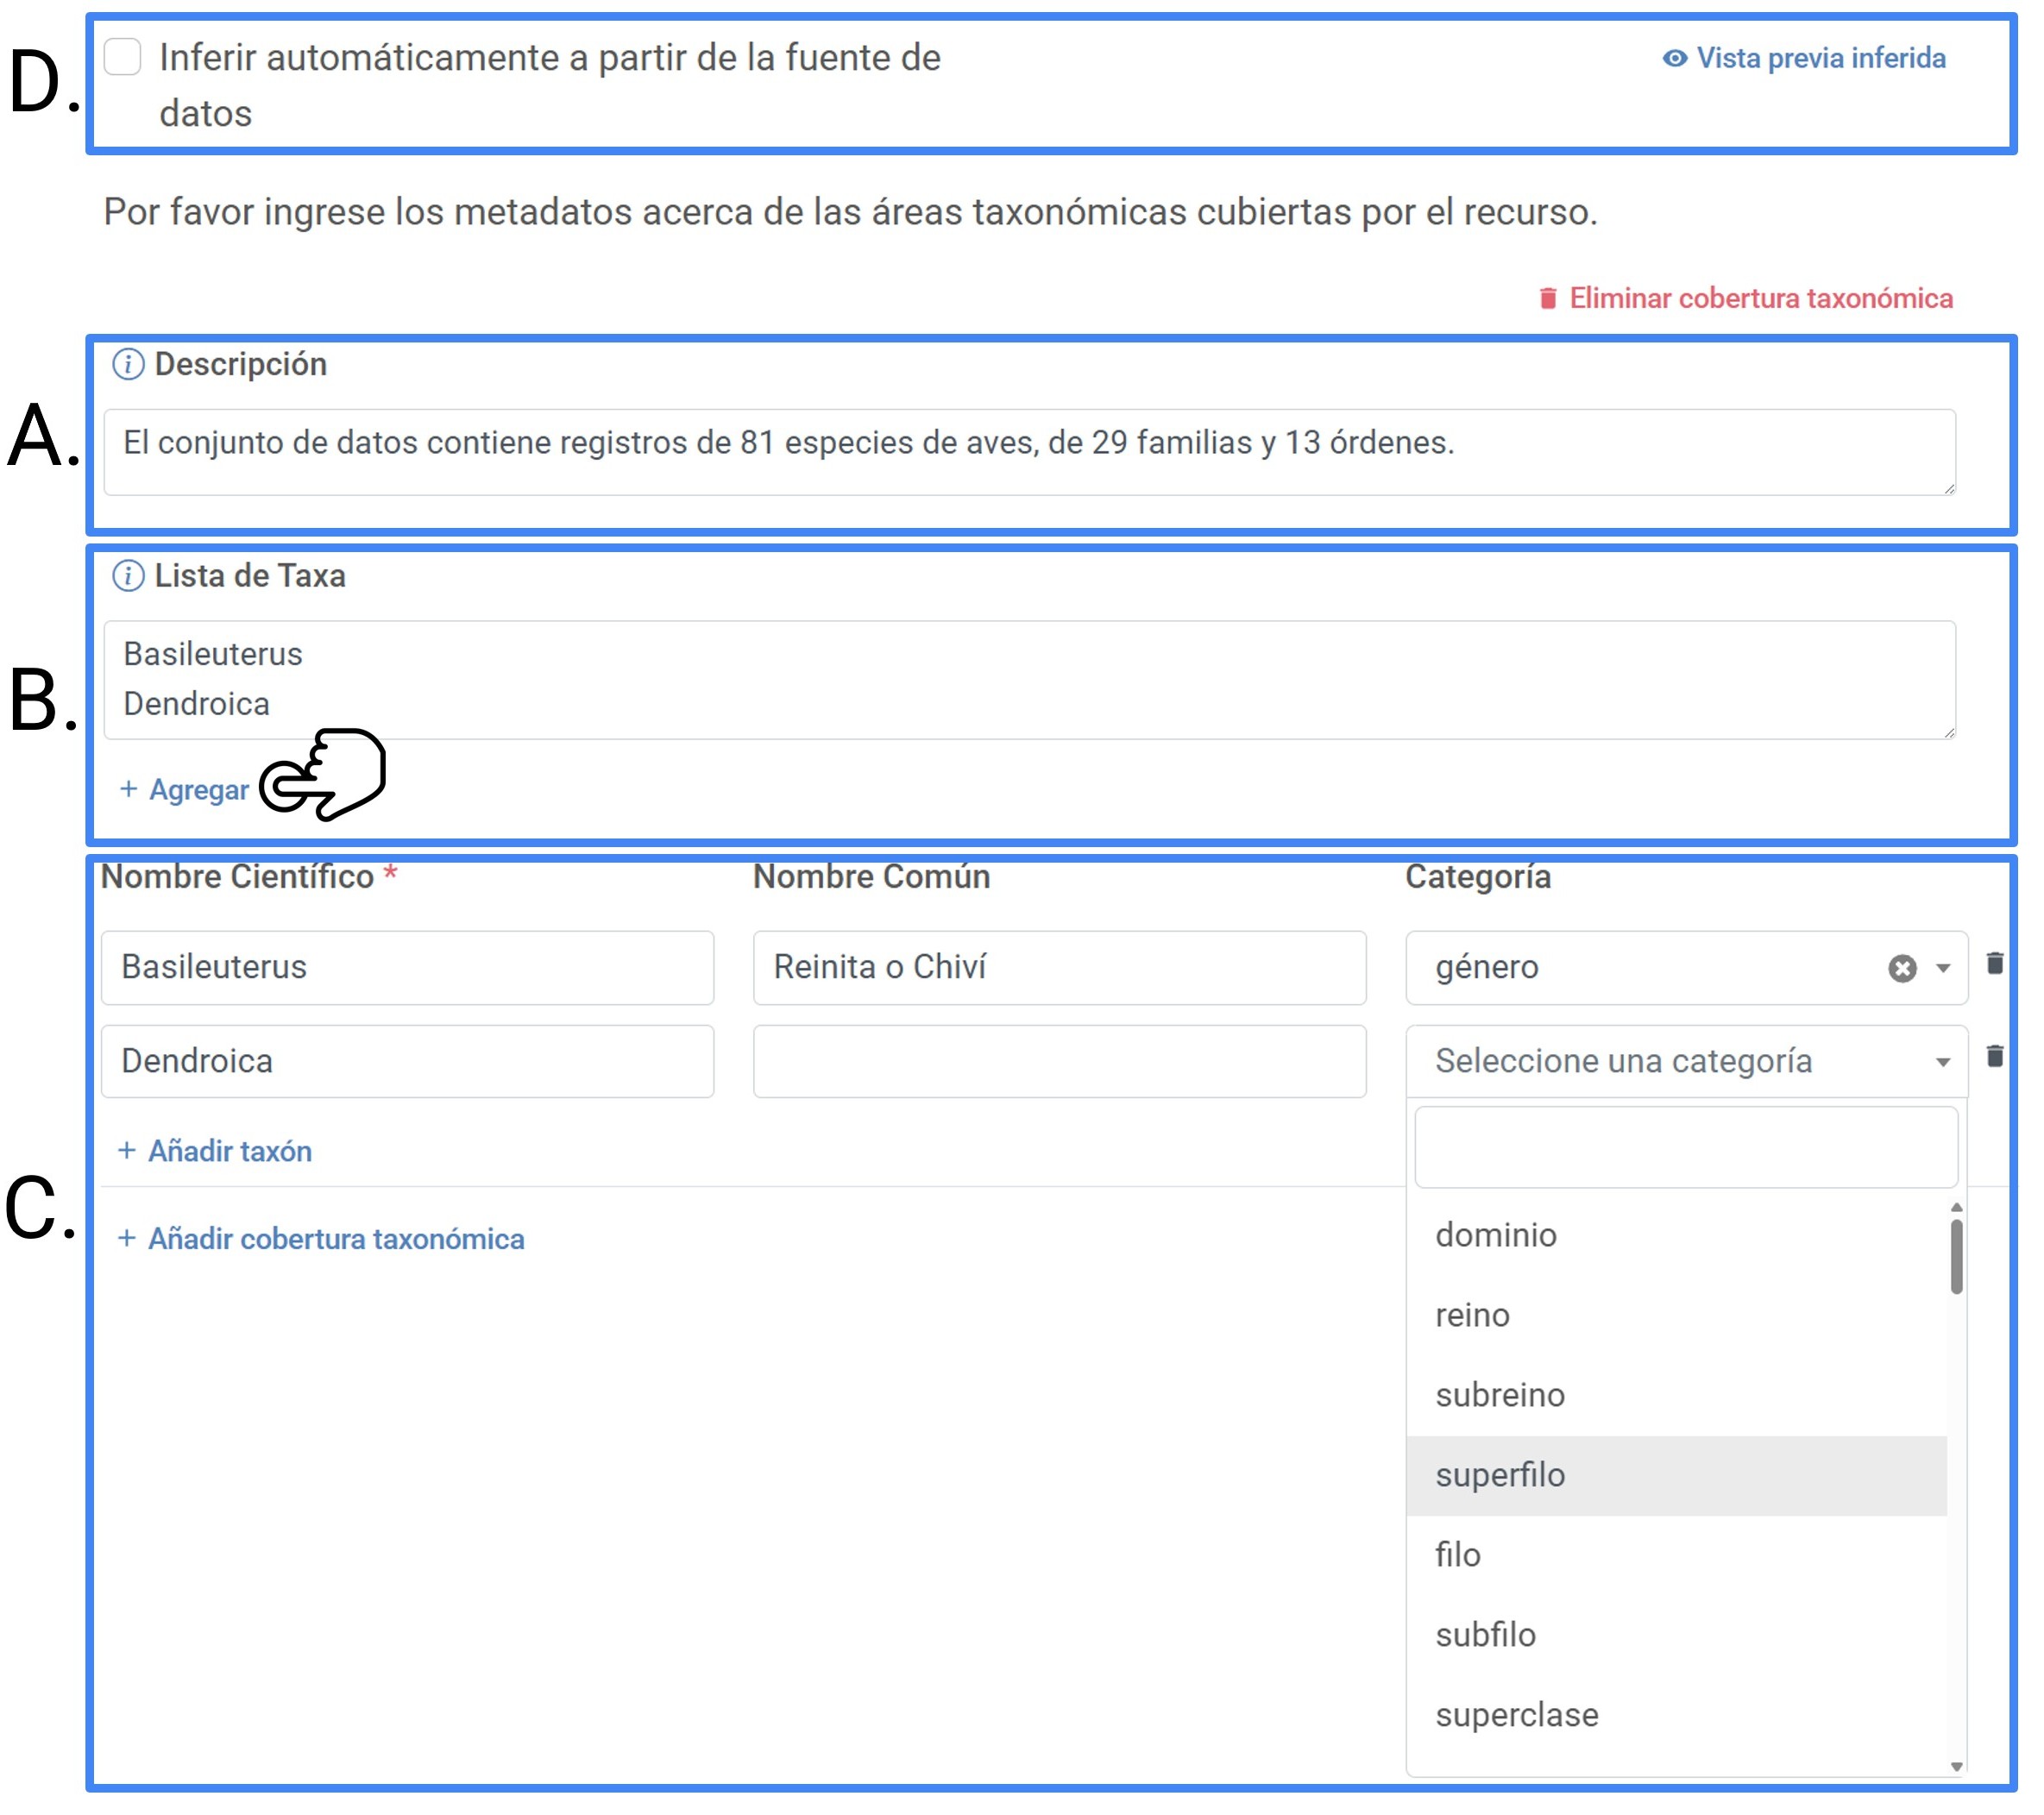 D.
Inferir automáticamente a partir de la fuente de
datos
Vista previa inferida
Por favor ingrese los metadatos acerca de las áreas taxonómicas cubiertas por el recurso.
Eliminar cobertura taxonómica
A.
Descripción
El conjunto de datos contiene registros de 81 especies de aves, de 29 familias y 13 órdenes.
B.
Lista de Taxa
Basileuterus
Dendroica
+ Agregar
C.
Nombre Científico * Nombre Común Categoría
Basileuterus Reinita o Chiví género
Dendroica Seleccione una categoría
+ Añadir taxón
+ Añadir cobertura taxonómica
dominio
reino
subreino
superfilo
filo
subfilo
superclase